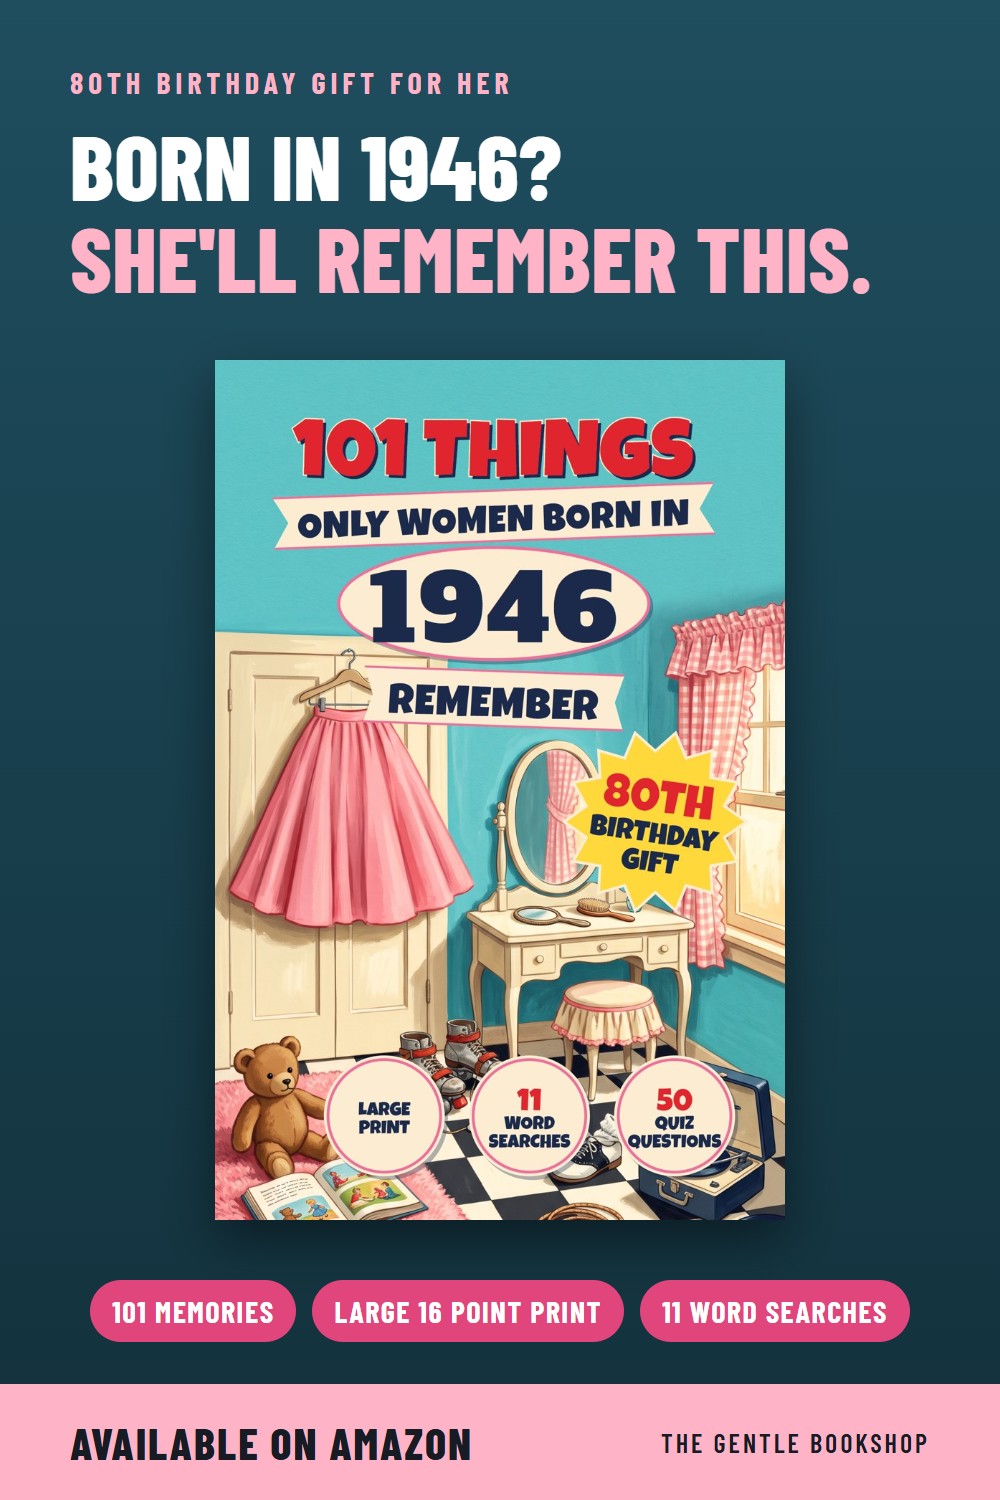 80TH BIRTHDAY GIFT FOR HER
BORN IN 1946?
SHE'LL REMEMBER THIS.
101 THINGS
ONLY WOMEN BORN IN
1946
REMEMBER
80TH
BIRTHDAY
GIFT
LARGE
PRINT
11
WORD
SEARCHES
50
QUIZ
QUESTIONS
101 MEMORIES
LARGE 16 POINT PRINT
11 WORD SEARCHES
AVAILABLE ON AMAZON
THE GENTLE BOOKSHOP